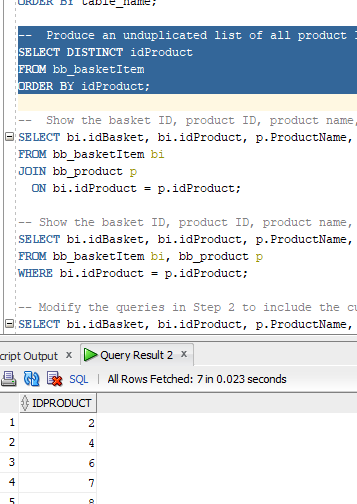 ORDER BY table_name;
-- Produce an unduplicated list of all product
SELECT DISTINCT idProduct
FROM bb_basketItem
ORDER BY idProduct;
-- Show the basket ID, product ID, product name,
SELECT bi.idBasket, bi.idProduct, p.ProductName,
FROM bb_basketItem bi
JOIN bb_product p
ON bi.idProduct = p.idProduct;
-- Show the basket ID, product ID, product name,
SELECT bi.idBasket, bi.idProduct, p.ProductName,
FROM bb_basketItem bi, bb_product p
WHERE bi.idProduct = p.idProduct;
-- Modify the queries in Step 2 to include the cu
SELECT bi.idBasket, bi.idProduct, p.ProductName,
cript Output x Query Result 2 x
SQL | All Rows Fetched: 7 in 0.023 seconds
IDPRODUCT
1 2
2 4
3 6
4 7
5 8